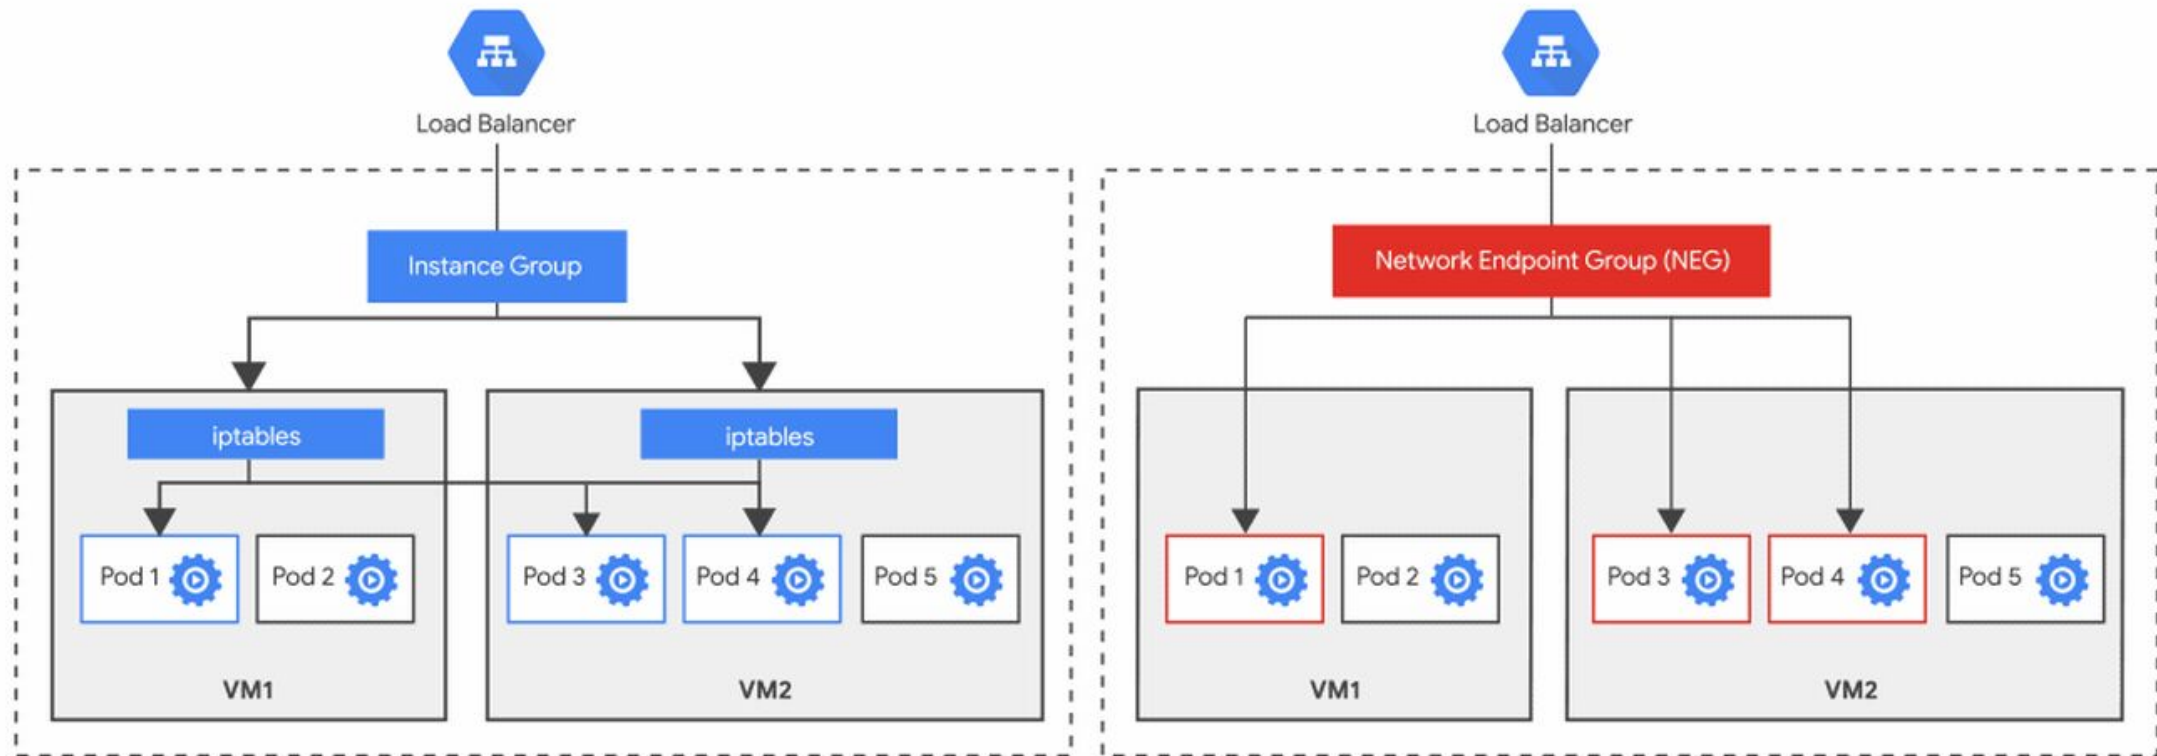 Load Balancer
Load Balancer
Instance Group
Network Endpoint Group (NEG)
iptables
iptables
Pod 1
Pod 2
Pod 3
Pod 4
Pod 5
Pod 1
Pod 2
Pod 3
Pod 4
Pod 5
VM1
VM2
VM1
VM2